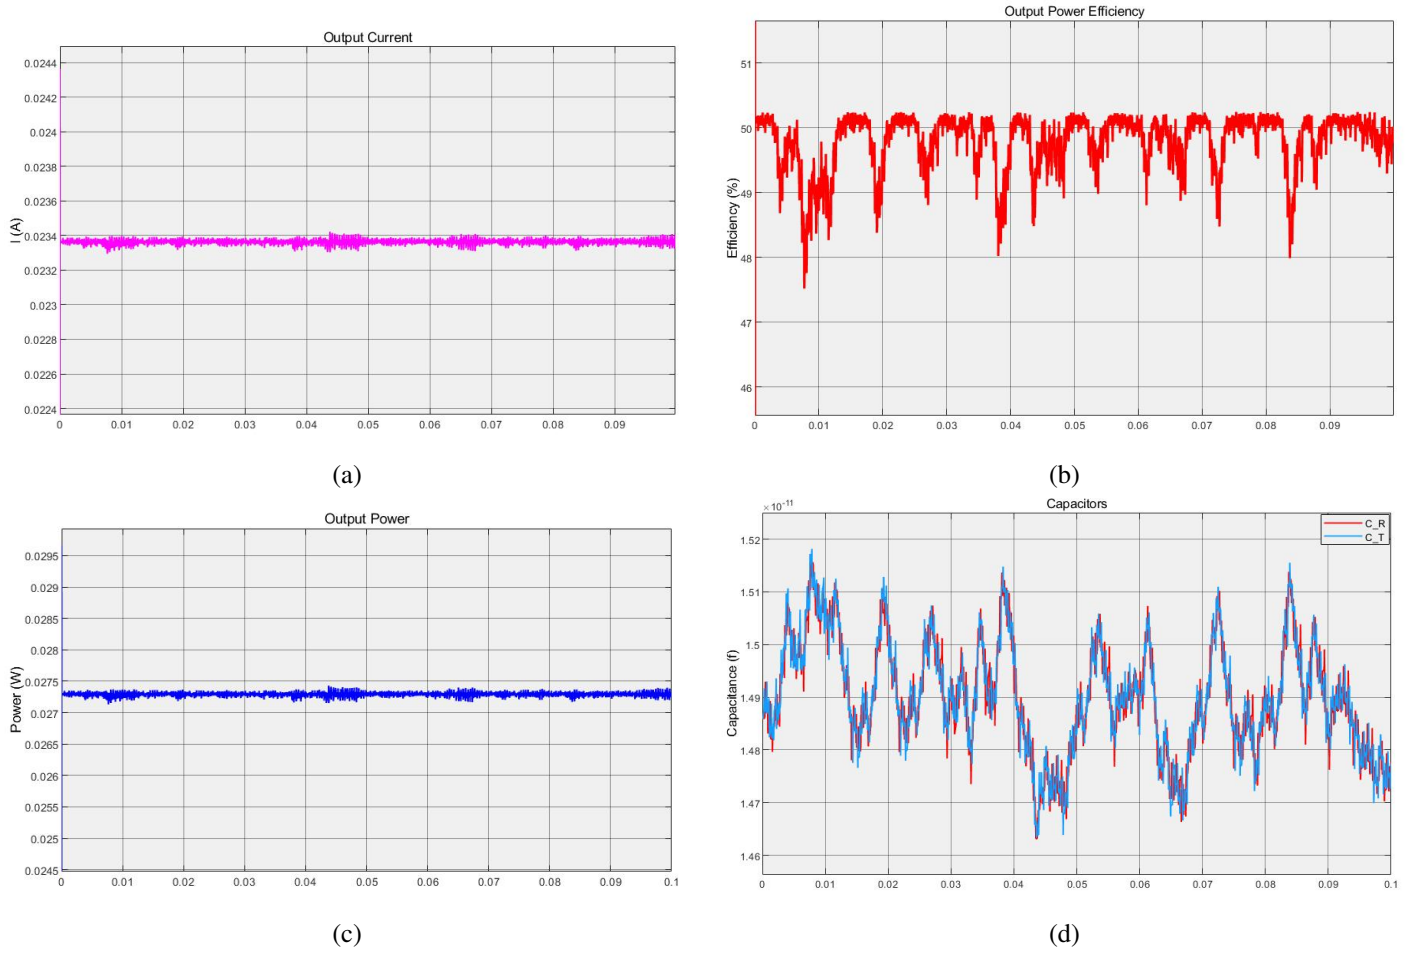 Output Current
I (A)
0.0244
0.0242
0.024
0.0238
0.0236
0.0234
0.0232
0.023
0.0228
0.0226
0.0224
0 0.01 0.02 0.03 0.04 0.05 0.06 0.07 0.08 0.09
(a)
Output Power Efficiency
Efficiency (%)
51
50
49
48
47
46
0 0.01 0.02 0.03 0.04 0.05 0.06 0.07 0.08 0.09
(b)
Output Power
Power (W)
0.0295
0.029
0.0285
0.028
0.0275
0.027
0.0265
0.026
0.0255
0.025
0.0245
0 0.01 0.02 0.03 0.04 0.05 0.06 0.07 0.08 0.09 0.1
(c)
Capacitors
× 10⁻¹¹
C_R
C_T
Capacitance (f)
1.52
1.51
1.5
1.49
1.48
1.47
1.46
0 0.01 0.02 0.03 0.04 0.05 0.06 0.07 0.08 0.09 0.1
(d)